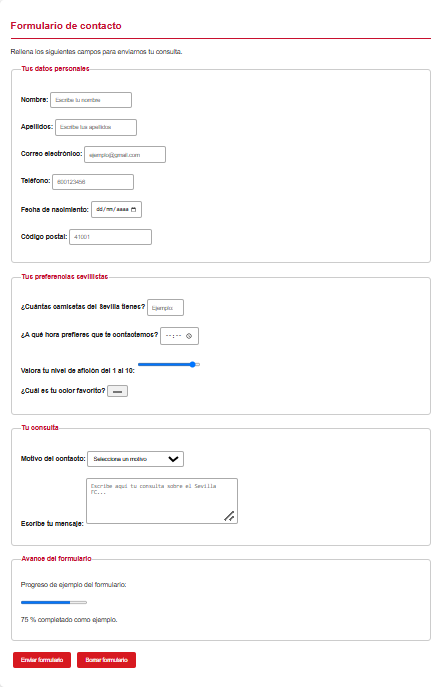 Formulario de contacto
Rellena los siguientes campos para enviarnos tu consulta.
Tus datos personales
Nombre: Escribe tu nombre
Apellidos: Escribe tus apellidos
Correo electrónico: ejemplo@gmail.com
Teléfono: 600123456
Fecha de nacimiento: dd/mm/aaaa
Código postal: 41001
Tus preferencias sevillistas
¿Cuántas camisetas del Sevilla tienes? Ejemplo:
¿A qué hora prefieres que te contactemos? --:--
Valora tu nivel de afición del 1 al 10:
¿Cuál es tu color favorito?
Tu consulta
Motivo del contacto: Selecciona un motivo
Escribe aquí tu consulta sobre el Sevilla
FC...
Escribe tu mensaje:
Avance del formulario
Progreso de ejemplo del formulario:
75 % completado como ejemplo.
Enviar formulario Borrar formulario